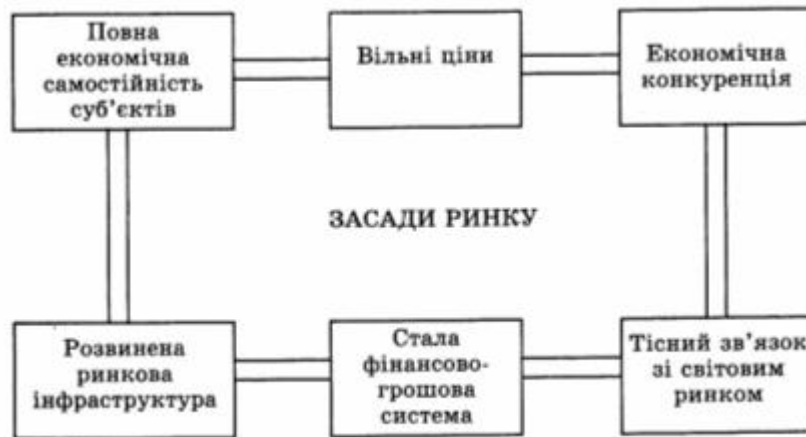 Повна
економічна
самостійність
суб’єктів
Вільні ціни
Економічна
конкуренція
ЗАСАДИ РИНКУ
Розвинена
ринкова
інфраструктура
Стала
фінансово-
грошова
система
Тісний зв’язок
зі світовим
ринком